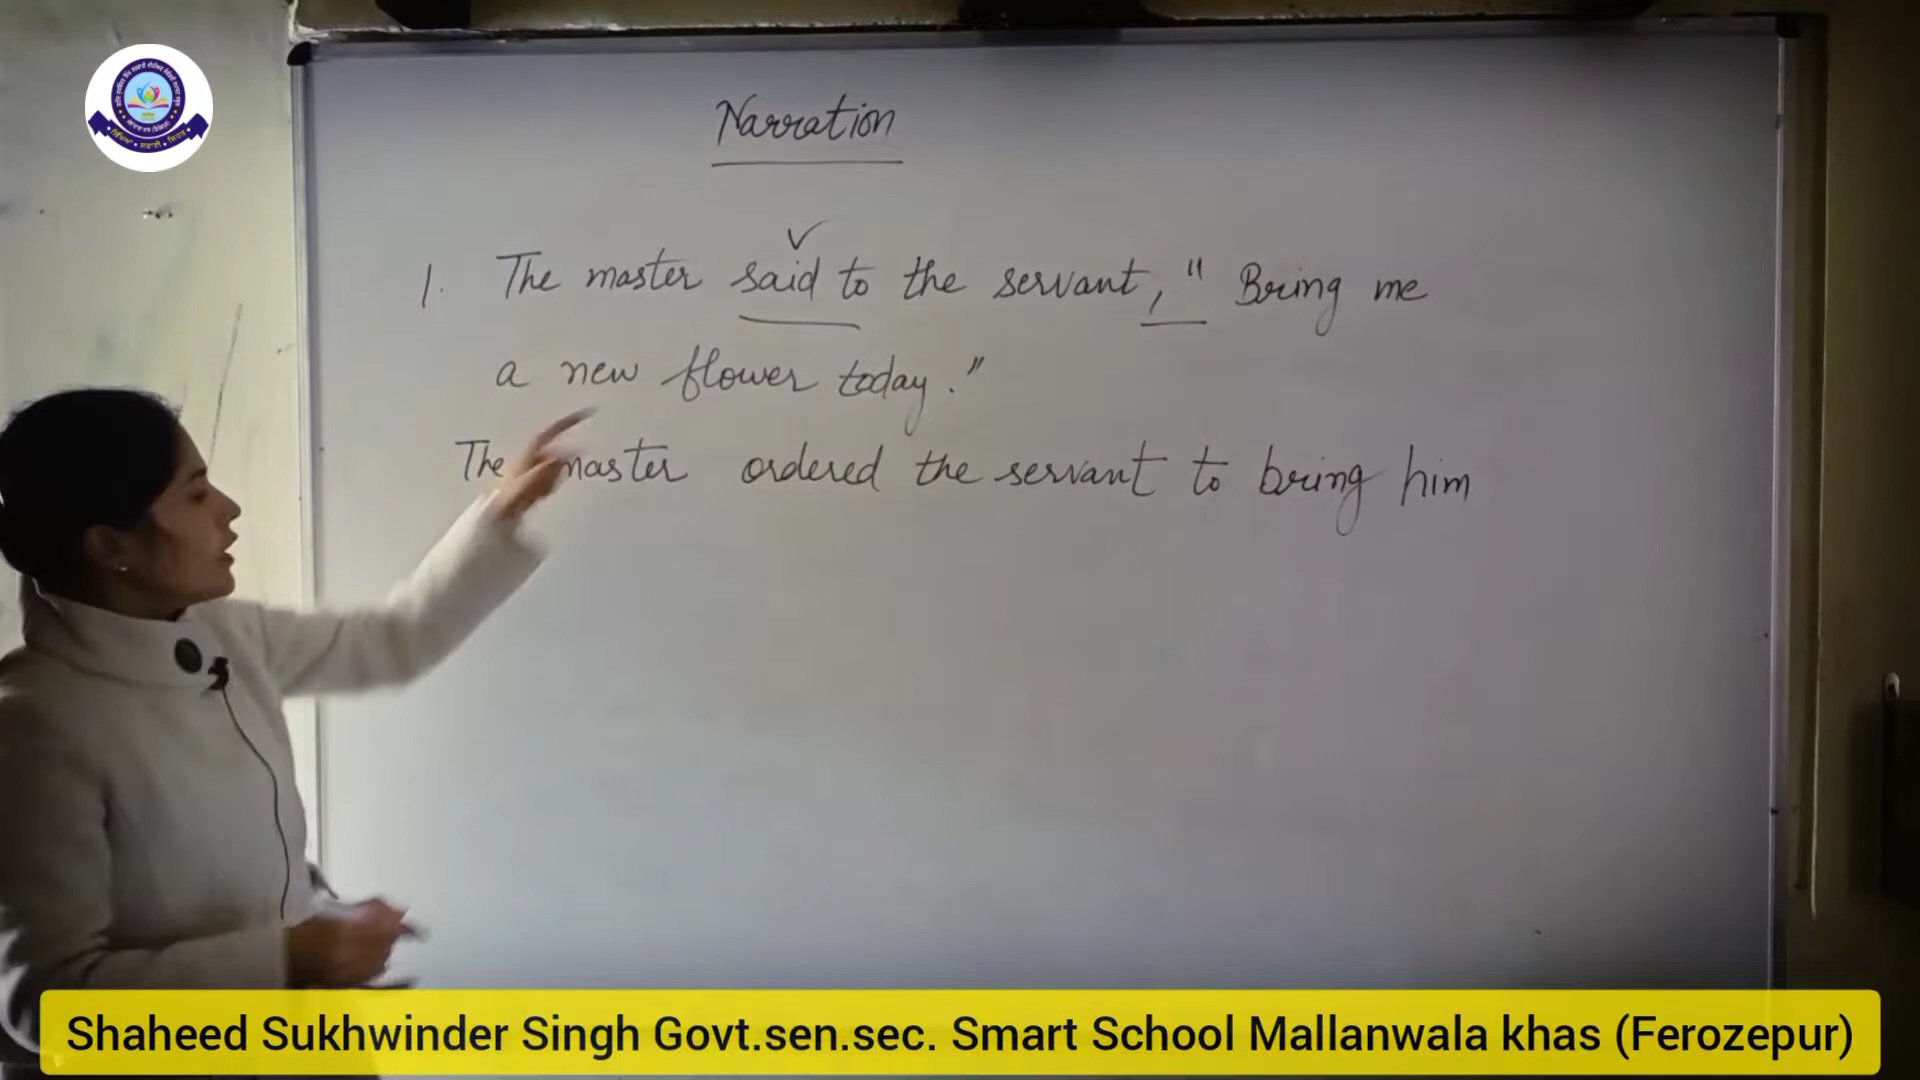 Narration
1. The master said to the servant, " Bring me
a new flower today."
The master ordered the servant to bring him
Shaheed Sukhwinder Singh Govt.sen.sec. Smart School Mallanwala khas (Ferozepur)